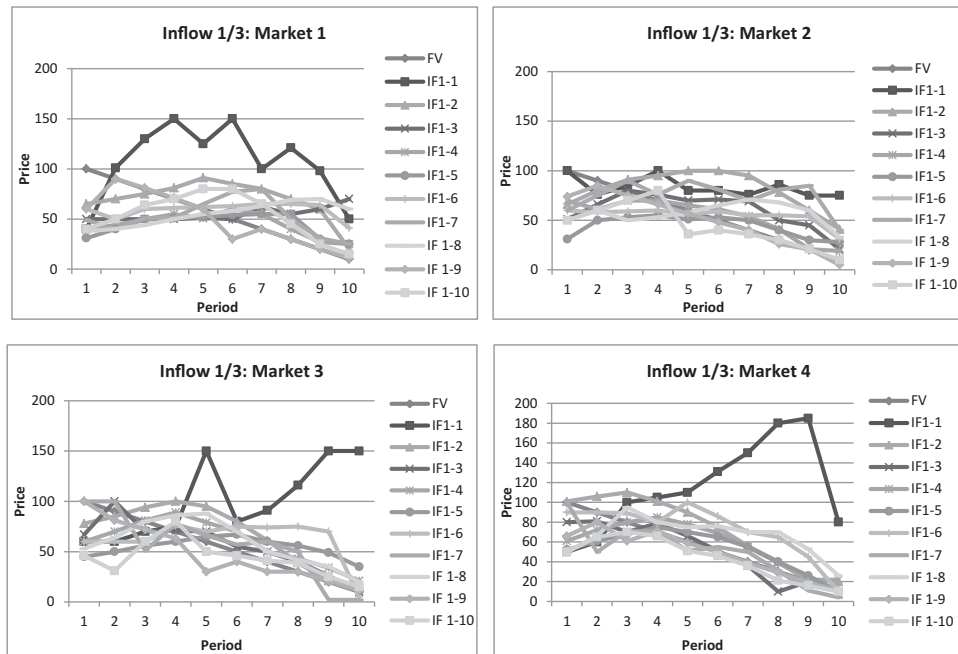 Inflow 1/3: Market 1
200
150
100
50
0
Price
1 2 3 4 5 6 7 8 9 10
Period
FV
IF1-1
IF1-2
IF1-3
IF1-4
IF1-5
IF1-6
IF1-7
IF 1-8
IF 1-9
IF 1-10
Inflow 1/3: Market 2
200
150
100
50
0
Price
1 2 3 4 5 6 7 8 9 10
Period
FV
IF1-1
IF1-2
IF1-3
IF1-4
IF1-5
IF1-6
IF1-7
IF 1-8
IF 1-9
IF 1-10
Inflow 1/3: Market 3
200
150
100
50
0
Price
1 2 3 4 5 6 7 8 9 10
Period
FV
IF1-1
IF1-2
IF1-3
IF1-4
IF1-5
IF1-6
IF1-7
IF 1-8
IF 1-9
IF 1-10
Inflow 1/3: Market 4
200
180
160
140
120
100
80
60
40
20
0
Price
1 2 3 4 5 6 7 8 9 10
Period
FV
IF1-1
IF1-2
IF1-3
IF1-4
IF1-5
IF1-6
IF1-7
IF 1-8
IF 1-9
IF 1-10